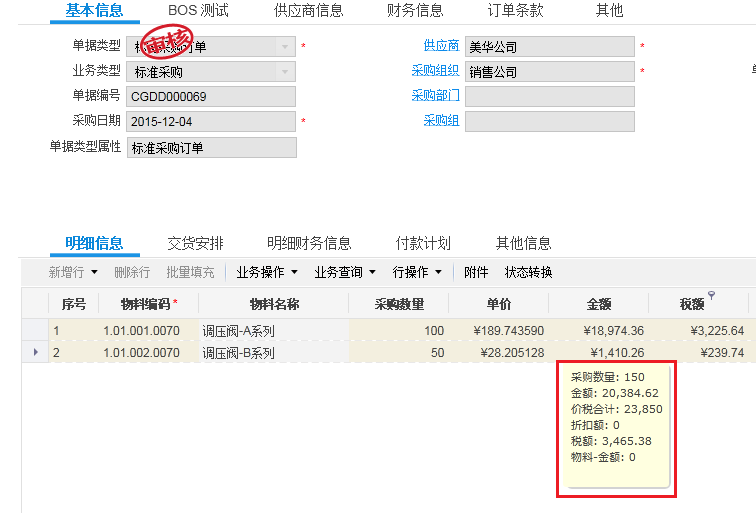 基本信息 BOS 测试 供应商信息 财务信息 订单条款 其他
单据类型 标准采购订单 * 供应商 美华公司 *
审核
业务类型 标准采购 采购组织 销售公司 *
单据编号 CGDD000069 采购部门
采购日期 2015-12-04 * 采购组
单据类型属性 标准采购订单
明细信息 交货安排 明细财务信息 付款计划 其他信息
新增行 删除行 批量填充 业务操作 业务查询 行操作 附件 状态转换
序号 物料编码* 物料名称 采购数量 单价 金额 税额
1 1.01.001.0070 调压阀-A系列 100 ¥189.743590 ¥18,974.36 ¥3,225.64
2 1.01.002.0070 调压阀-B系列 50 ¥28.205128 ¥1,410.26 ¥239.74
采购数量: 150
金额: 20,384.62
价税合计: 23,850
折扣额: 0
税额: 3,465.38
物料-金额: 0